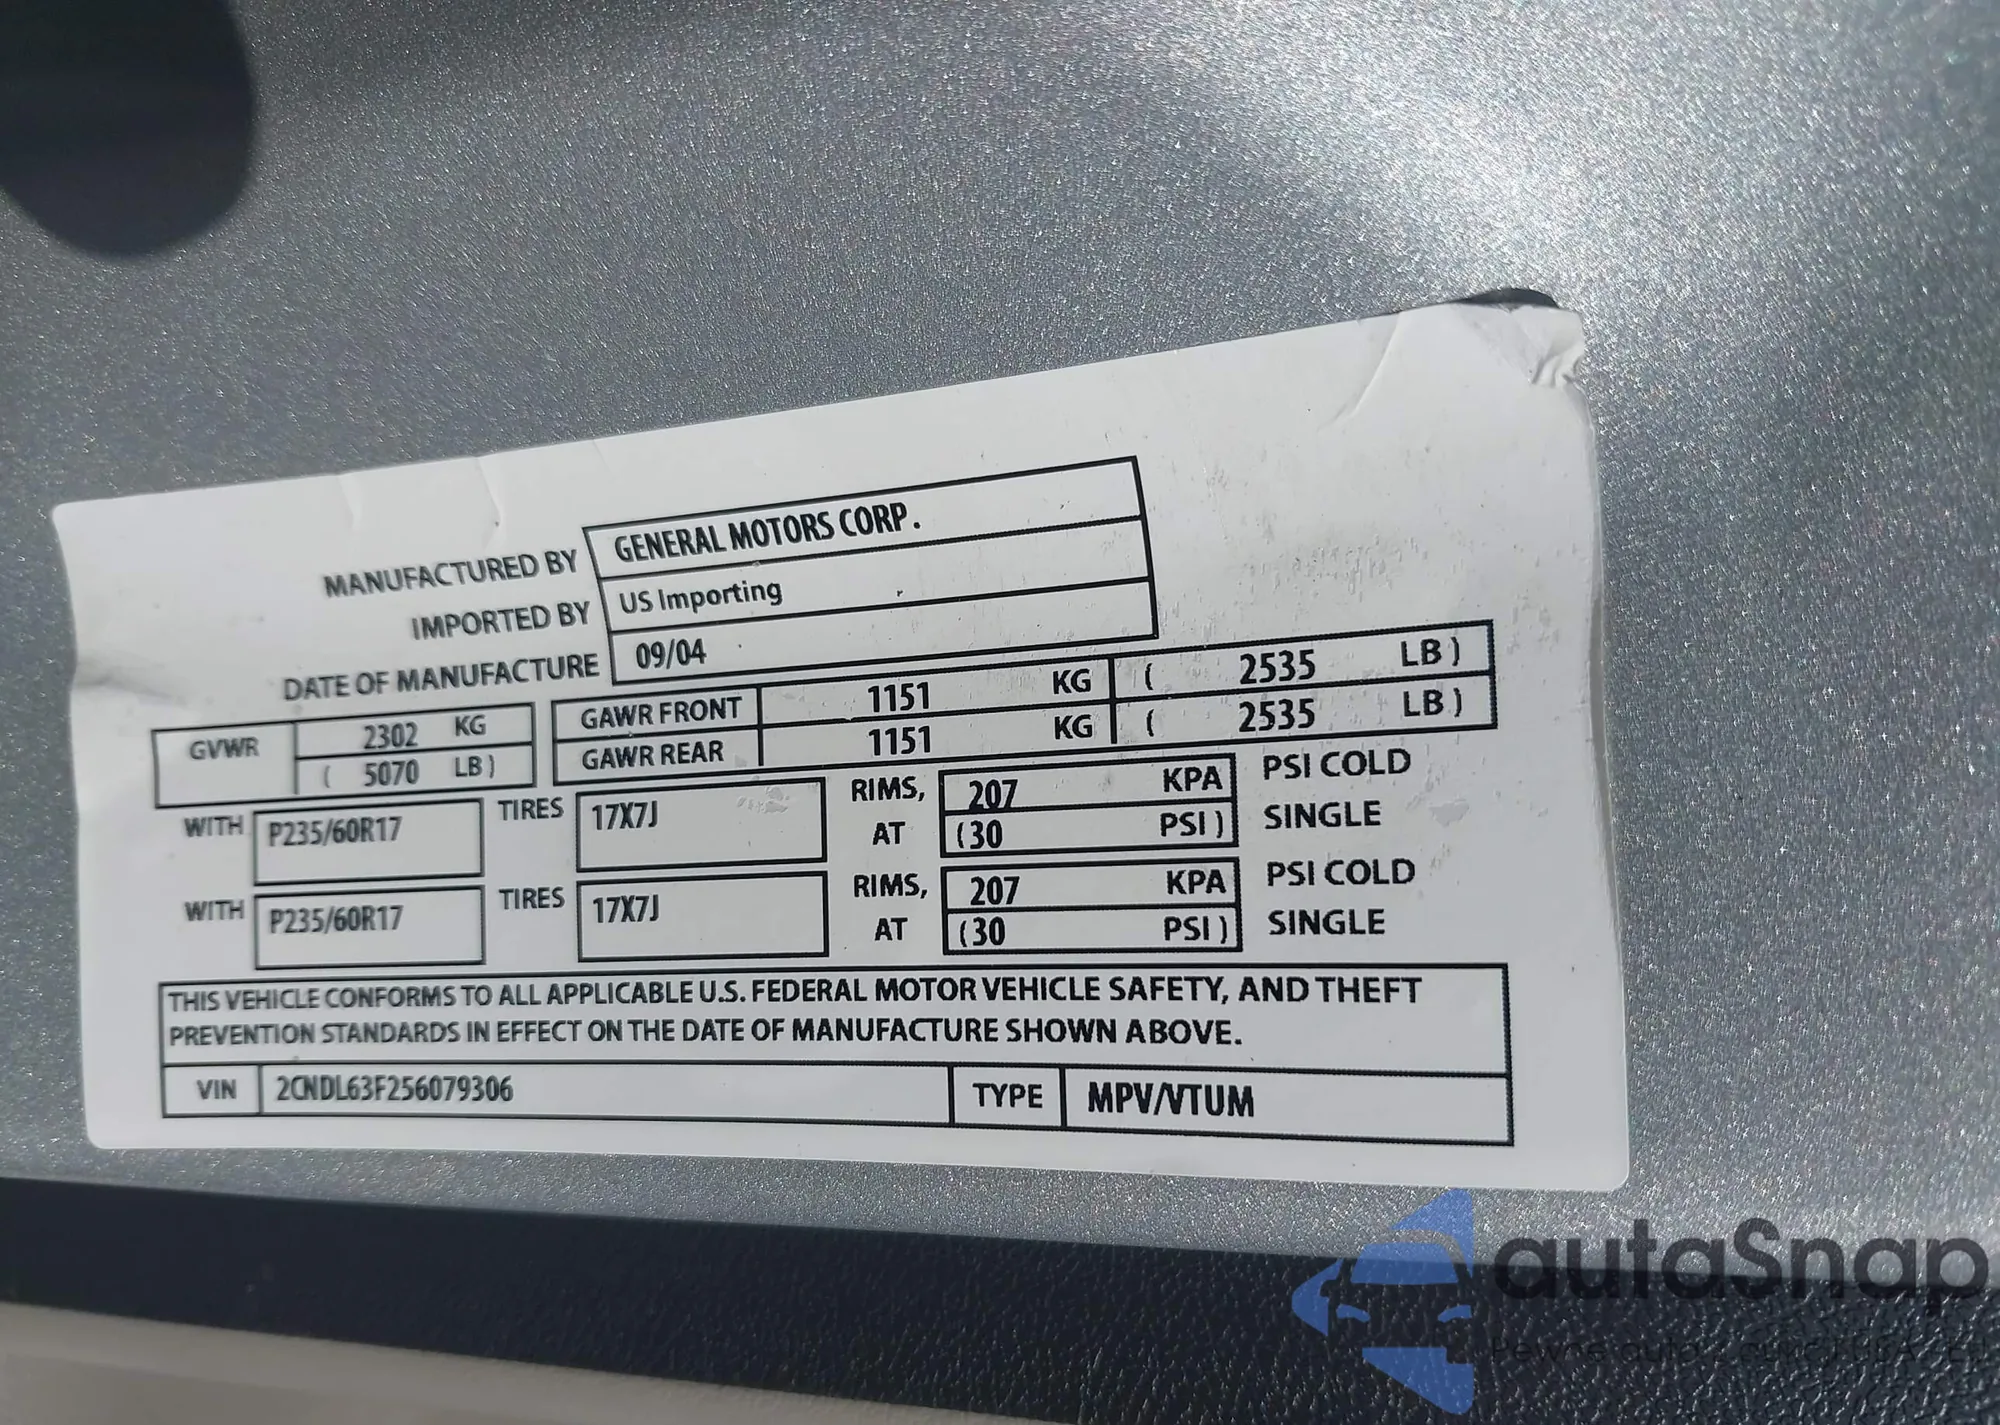 MANUFACTURED BY GENERAL MOTORS CORP.
IMPORTED BY US Importing
DATE OF MANUFACTURE 09/04
GVWR 2302 KG GAWR FRONT 1151 KG ( 2535 LB )
( 5070 LB ) GAWR REAR 1151 KG ( 2535 LB )
WITH P235/60R17 TIRES 17X7J RIMS, 207 KPA PSI COLD
AT (30 PSI ) SINGLE
WITH P235/60R17 TIRES 17X7J RIMS, 207 KPA PSI COLD
AT (30 PSI ) SINGLE
THIS VEHICLE CONFORMS TO ALL APPLICABLE U.S. FEDERAL MOTOR VEHICLE SAFETY, AND THEFT
PREVENTION STANDARDS IN EFFECT ON THE DATE OF MANUFACTURE SHOWN ABOVE.
VIN 2CNDL63F256079306 TYPE MPV/VTUM
autaSnap
Pewne auta z